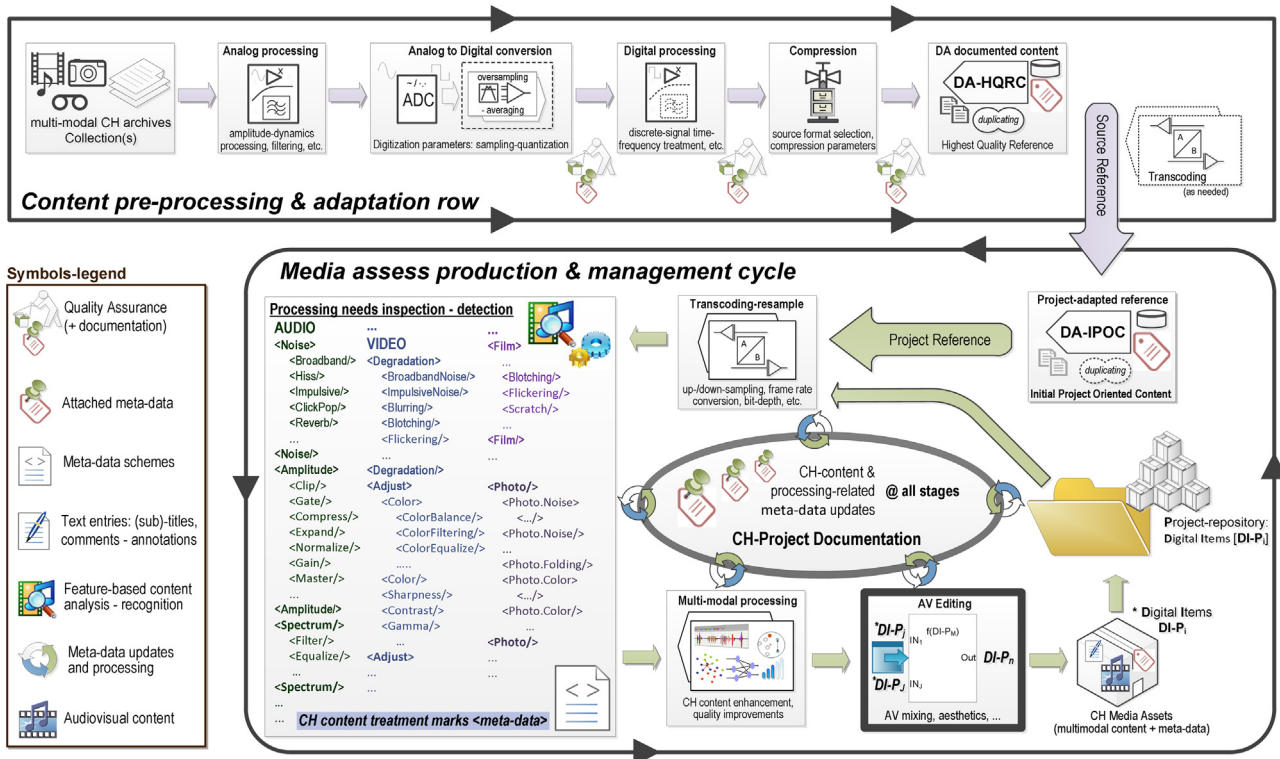 Analog processing
Analog to Digital conversion
Digital processing
Compression
DA documented content
multi-modal CH archives
Collection(s)
X
amplitude-dynamics
processing, filtering, etc.
~ / ·.·
ADC
oversampling
- averaging
Digitization parameters: sampling-quantization
X
discrete-signal time-
frequency treatment, etc.
source format selection,
compression parameters
DA-HQRC
duplicating
Highest Quality Reference
Source Reference
A
B
Transcoding
(as needed)
Content pre-processing & adaptation row
Symbols-legend
Quality Assurance
(+ documentation)
Attached meta-data
< >
Meta-data schemes
Text entries: (sub)-titles,
comments - annotations
Feature-based content
analysis - recognition
Meta-data updates
and processing
Audiovisual content
Media assess production & management cycle
Processing needs inspection - detection
AUDIO
<Noise>
<Broadband/>
<Hiss/>
<Impulsive/>
<ClickPop/>
<Reverb/>
...
<Noise/>
<Amplitude>
<Clip/>
<Gate/>
<Compress/>
<Expand/>
<Normalize/>
<Gain/>
<Master/>
...
<Amplitude/>
<Spectrum/>
<Filter/>
<Equalize/>
...
<Spectrum/>
...
...
...
VIDEO
<Degradation>
<BroadbandNoise/>
<ImpulsiveNoise/>
<Blurring/>
<Blotching/>
<Flickering/>
...
<Degradation/>
<Adjust>
<Color>
<ColorBalance/>
<ColorFiltering/>
<ColorEqualize/>
.....
<Color/>
<Sharpness/>
<Contrast/>
<Gamma/>
...
<Adjust>
...
...
...
<Film>
...
<Blotching/>
<Flickering/>
<Scratch/>
...
<Film/>
...
<Photo/>
<Photo.Noise>
<.../>
<Photo.Noise/>
...
<Photo.Folding/>
<Photo.Color>
<.../>
<Photo.Color/>
...
<Photo/>
...
< >
CH content treatment marks <meta-data>
Transcoding-resample
A
B
up-/down-sampling, frame rate
conversion, bit-depth, etc.
Project Reference
Project-adapted reference
DA-IPOC
duplicating
Initial Project Oriented Content
CH-content &
processing-related
meta-data updates
@ all stages
CH-Project Documentation
Project-repository:
Digital Items [DI-Pi]
Multi-modal processing
CH content enhancement,
quality improvements
AV Editing
*DI-Pj
f(DI-PM)
IN1
Out
DI-Pn
*DI-PJ
INJ
AV mixing, aesthetics, ...
* Digital Items
DI-Pi
CH Media Assets
(multimodal content + meta-data)